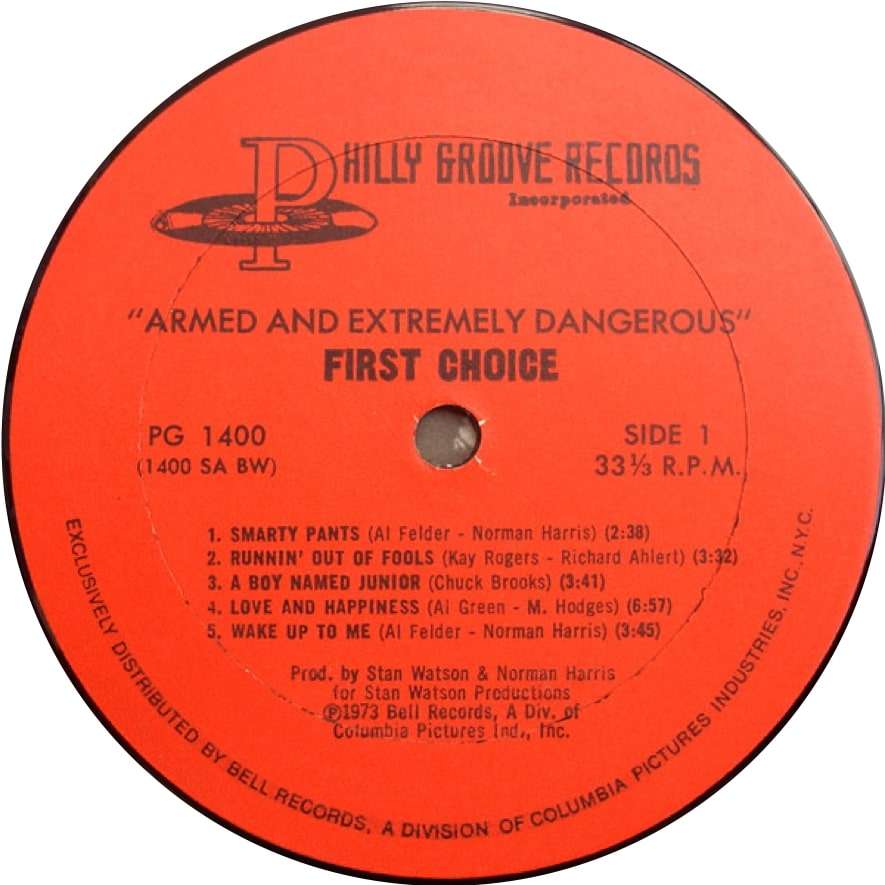 PHILLY GROOVE RECORDS
Incorporated
"ARMED AND EXTREMELY DANGEROUS"
FIRST CHOICE
PG 1400
(1400 SA BW)
SIDE 1
33⅓ R.P.M.
1. SMARTY PANTS (Al Felder - Norman Harris) (2:38)
2. RUNNIN' OUT OF FOOLS (Kay Rogers - Richard Ahlert) (3:32)
3. A BOY NAMED JUNIOR (Chuck Brooks) (3:41)
4. LOVE AND HAPPINESS (Al Green - M. Hodges) (6:57)
5. WAKE UP TO ME (Al Felder - Norman Harris) (3:45)
Prod. by Stan Watson & Norman Harris
for Stan Watson Productions
℗1973 Bell Records, A Div. of
Columbia Pictures Ind., Inc.
EXCLUSIVELY DISTRIBUTED BY BELL RECORDS, A DIVISION OF COLUMBIA PICTURES INDUSTRIES, INC., N.Y.C.